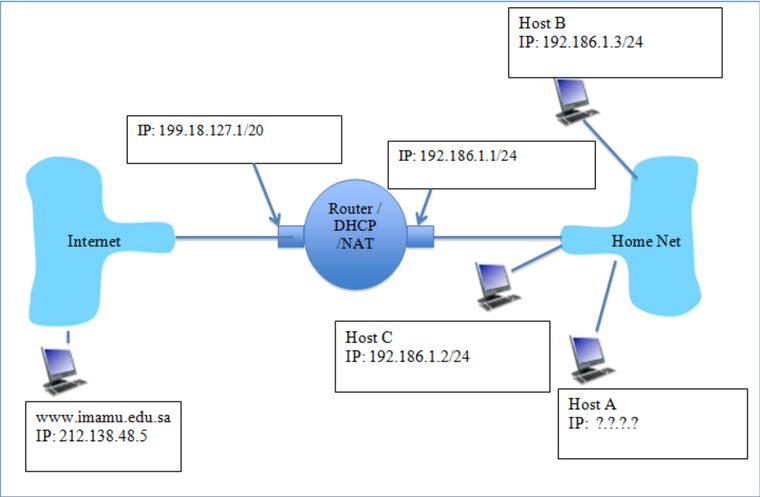 Host B
IP: 192.186.1.3/24
IP: 199.18.127.1/20
IP: 192.186.1.1/24
Router /
DHCP
/NAT
Internet
Home Net
Host C
IP: 192.186.1.2/24
Host A
IP:  ?.?.?.?
www.imamu.edu.sa
IP: 212.138.48.5